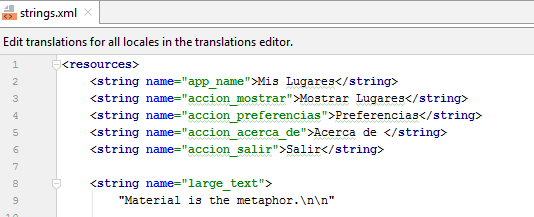 strings.xml ×
Edit translations for all locales in the translations editor.
1 <resources>
2 <string name="app_name">Mis Lugares</string>
3 <string name="accion_mostrar">Mostrar Lugares</string>
4 <string name="accion_preferencias">Preferencias</string>
5 <string name="accion_acerca_de">Acerca de </string>
6 <string name="accion_salir">Salir</string>
7
8 <string name="large_text">
9 "Material is the metaphor.\n\n"